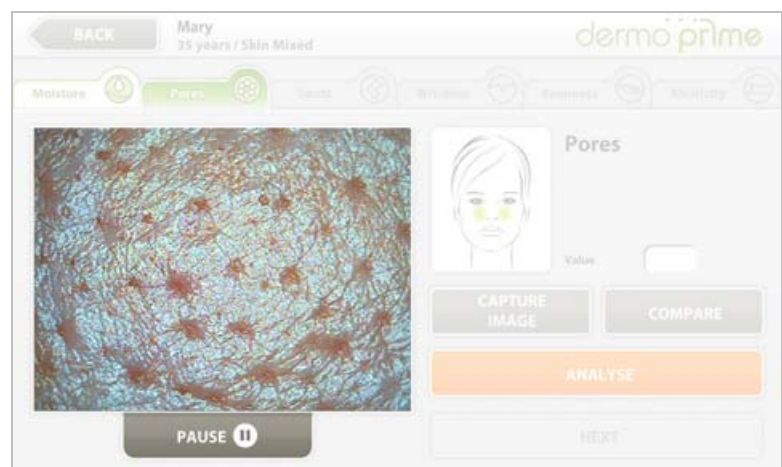 BACK
Mary
35 years / Skin Mixed
dermo prime
Moisture
Pores
Spots
Wrinkles
Evenness
Elasticity
Pores
Value
CAPTURE
IMAGE
COMPARE
ANALYSE
PAUSE
NEXT